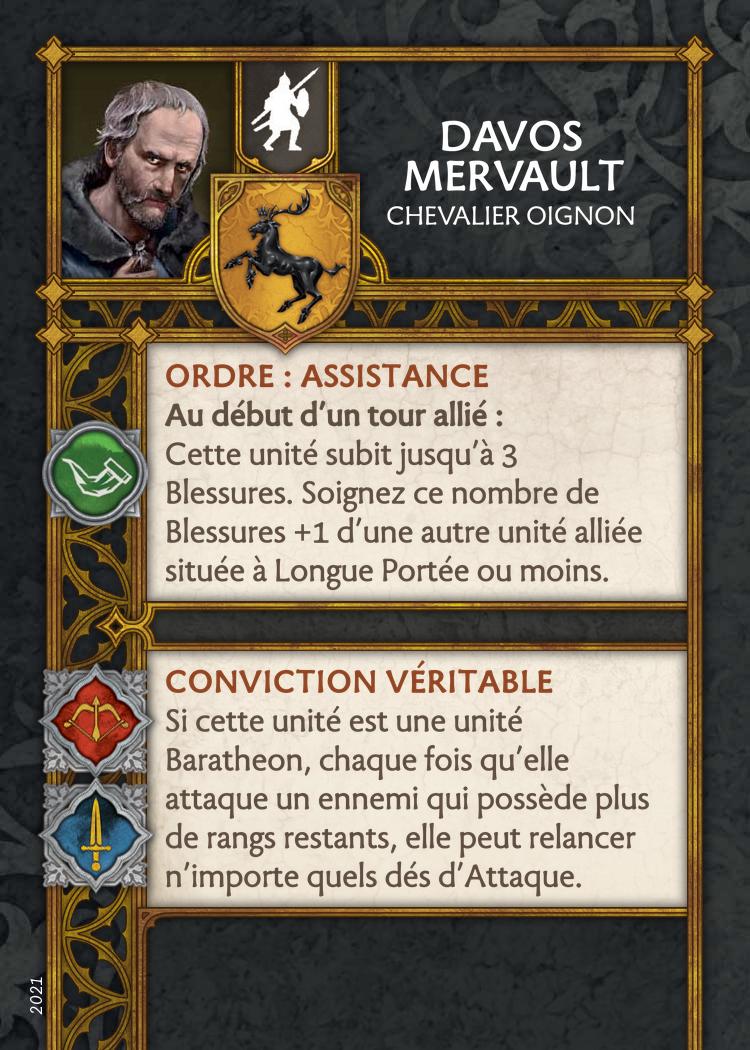 DAVOS
MERVAULT
CHEVALIER OIGNON
ORDRE : ASSISTANCE
Au début d’un tour allié :
Cette unité subit jusqu’à 3
Blessures. Soignez ce nombre de
Blessures +1 d’une autre unité alliée
située à Longue Portée ou moins.
CONVICTION VÉRITABLE
Si cette unité est une unité
Baratheon, chaque fois qu’elle
attaque un ennemi qui possède plus
de rangs restants, elle peut relancer
n’importe quels dés d’Attaque.
2021